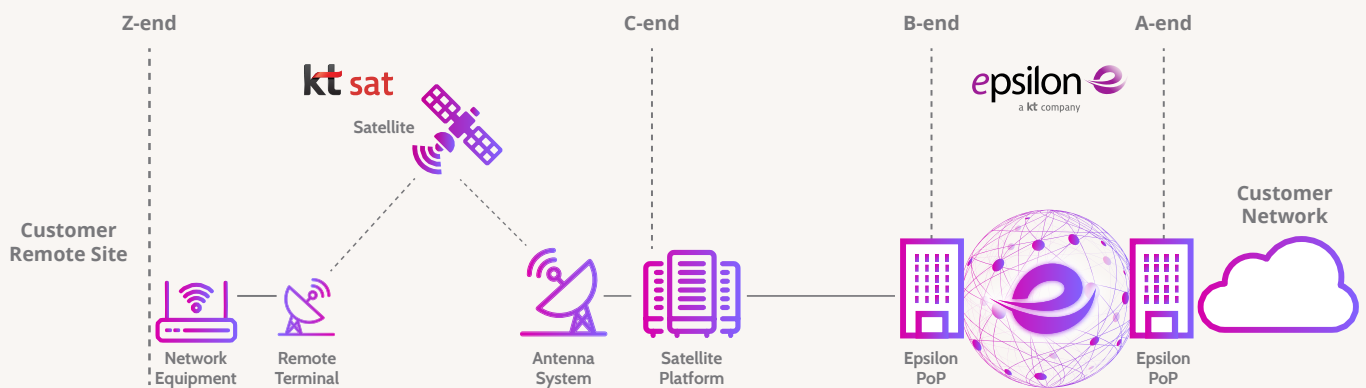 Z-end
C-end
B-end
A-end
kt sat
epsilon
a kt company
Satellite
Customer
Network
Customer
Remote Site
Network
Equipment
Remote
Terminal
Antenna
System
Satellite
Platform
Epsilon
PoP
Epsilon
PoP